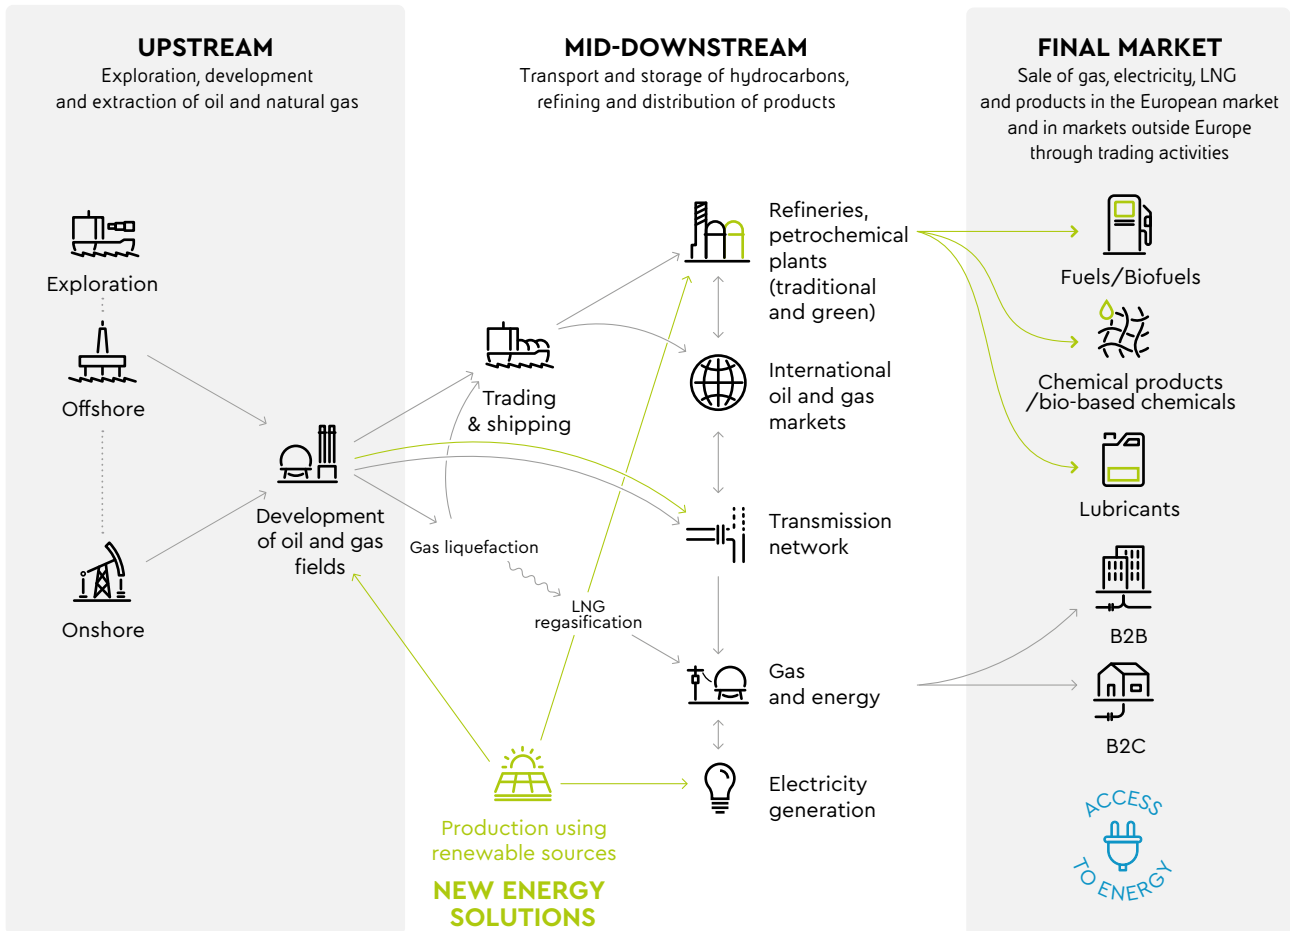 UPSTREAM
Exploration, development
and extraction of oil and natural gas
Exploration
Offshore
Onshore
Development
of oil and gas
fields
MID-DOWNSTREAM
Transport and storage of hydrocarbons,
refining and distribution of products
Trading
& shipping
Gas liquefaction
LNG
regasification
Refineries,
petrochemical
plants
(traditional
and green)
International
oil and gas
markets
Transmission
network
Gas
and energy
Electricity
generation
Production using
renewable sources
NEW ENERGY
SOLUTIONS
FINAL MARKET
Sale of gas, electricity, LNG
and products in the European market
and in markets outside Europe
through trading activities
Fuels/Biofuels
Chemical products
/bio-based chemicals
Lubricants
B2B
B2C
ACCESS
TO ENERGY